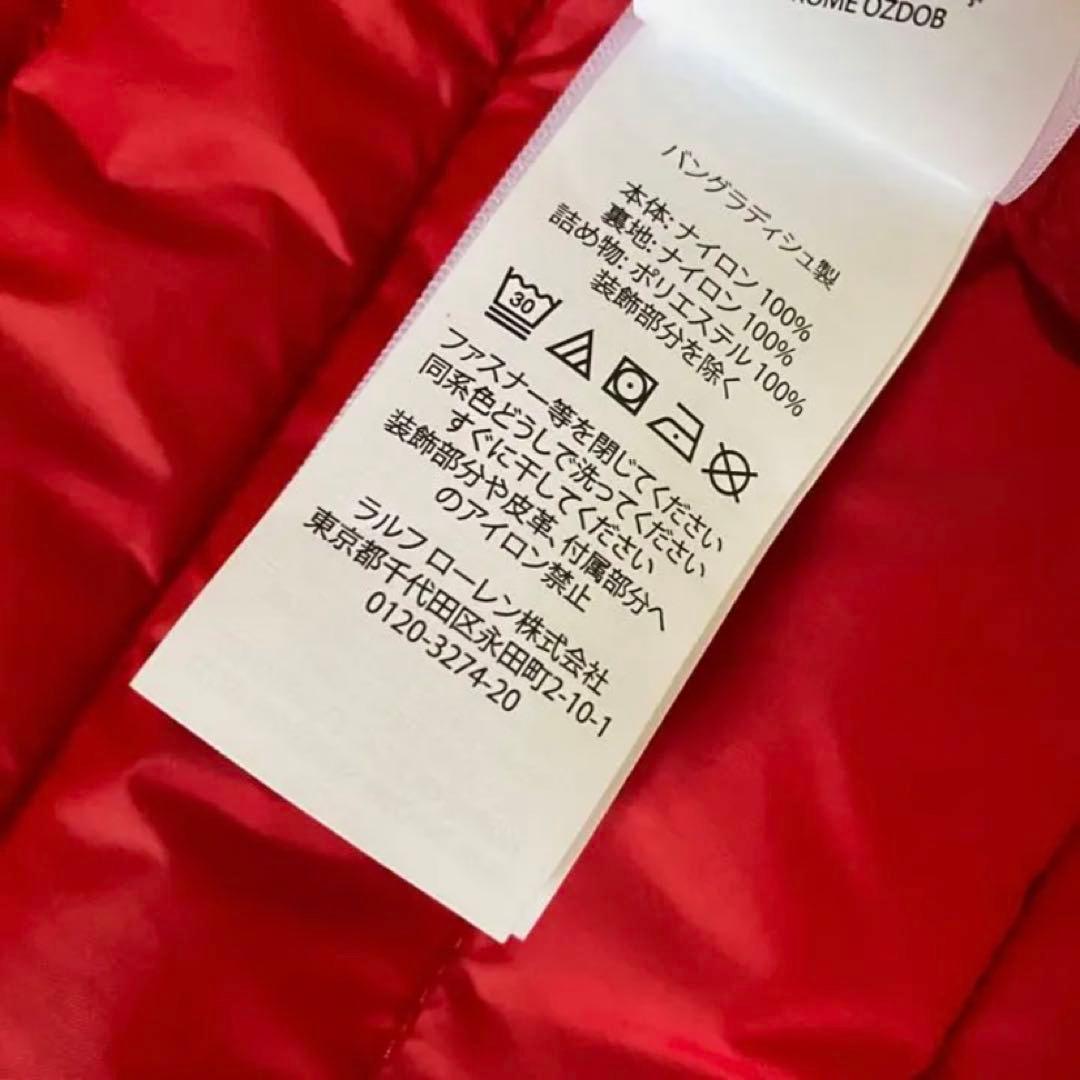 OZDOB
バングラディシュ製
本体: ナイロン 100%
裏地: ナイロン 100%
詰め物: ポリエステル 100%
装飾部分を除く
30
ファスナー等を閉じてください
同系色どうしで洗ってください
すぐに干してください
装飾部分や皮革、付属部分へ
のアイロン禁止
ラルフ ローレン株式会社
東京都千代田区永田町2-10-1
0120-3274-20